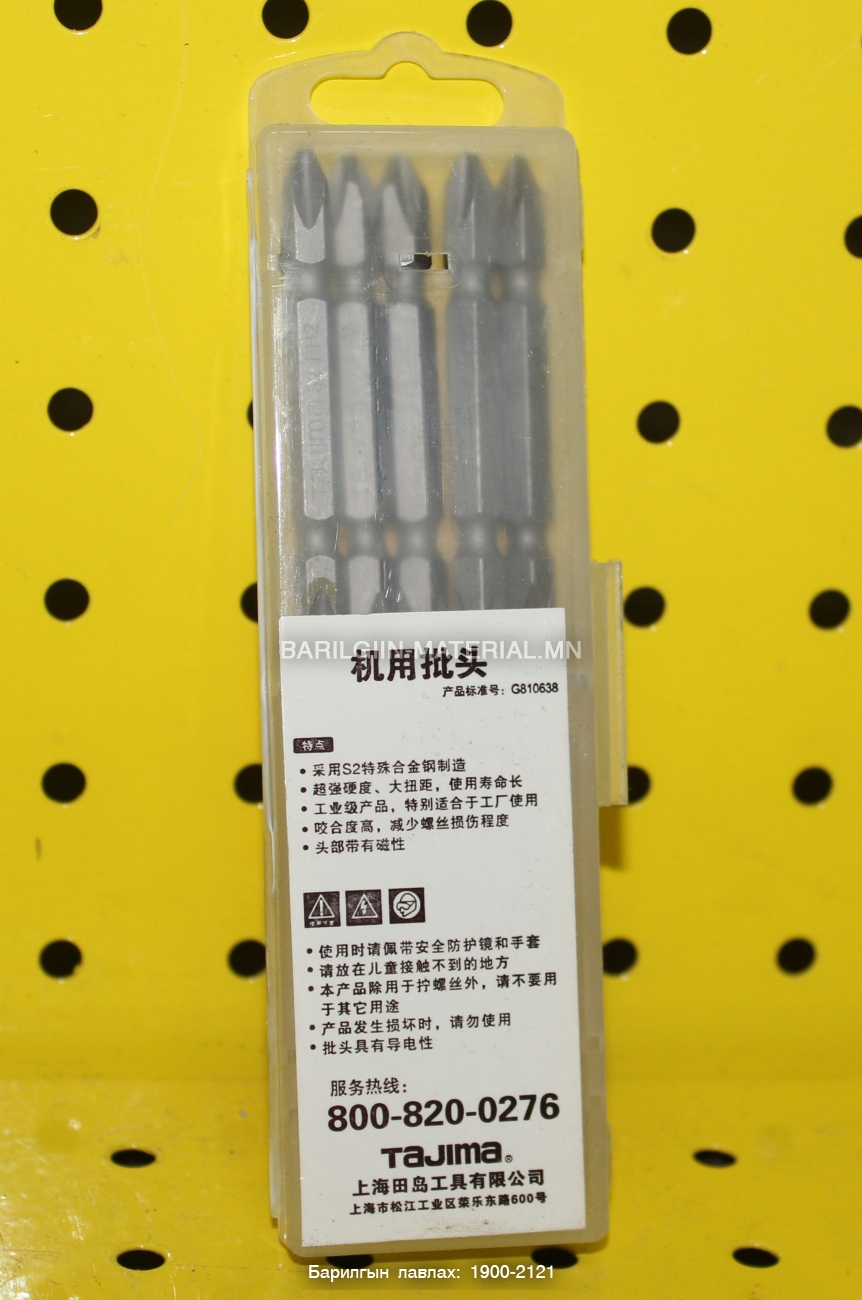 Tajima PH2
BARILGIIN-MATERIAL.MN
机用批头
产品标准号：G810638
特点
• 采用S2特殊合金钢制造
• 超强硬度、大扭距，使用寿命长
• 工业级产品，特别适合于工厂使用
• 咬合度高，减少螺丝损伤程度
• 头部带有磁性
• 使用时请佩带安全防护镜和手套
• 请放在儿童接触不到的地方
• 本产品除用于拧螺丝外，请不要用
于其它用途
• 产品发生损坏时，请勿使用
• 批头具有导电性
服务热线：
800-820-0276
TAJIMA®
上海田岛工具有限公司
上海市松江工业区荣乐东路600号
Барилгын лавлах: 1900-2121